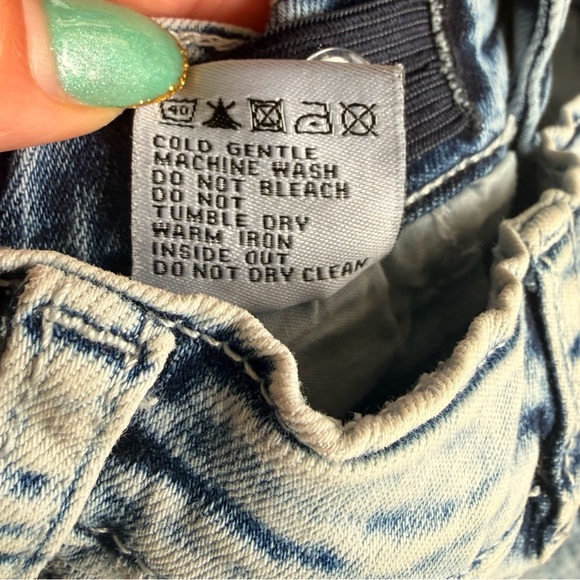 40
COLD GENTLE
MACHINE WASH
DO NOT BLEACH
DO NOT
TUMBLE DRY
WARM IRON
INSIDE OUT
DO NOT DRY CLEAN